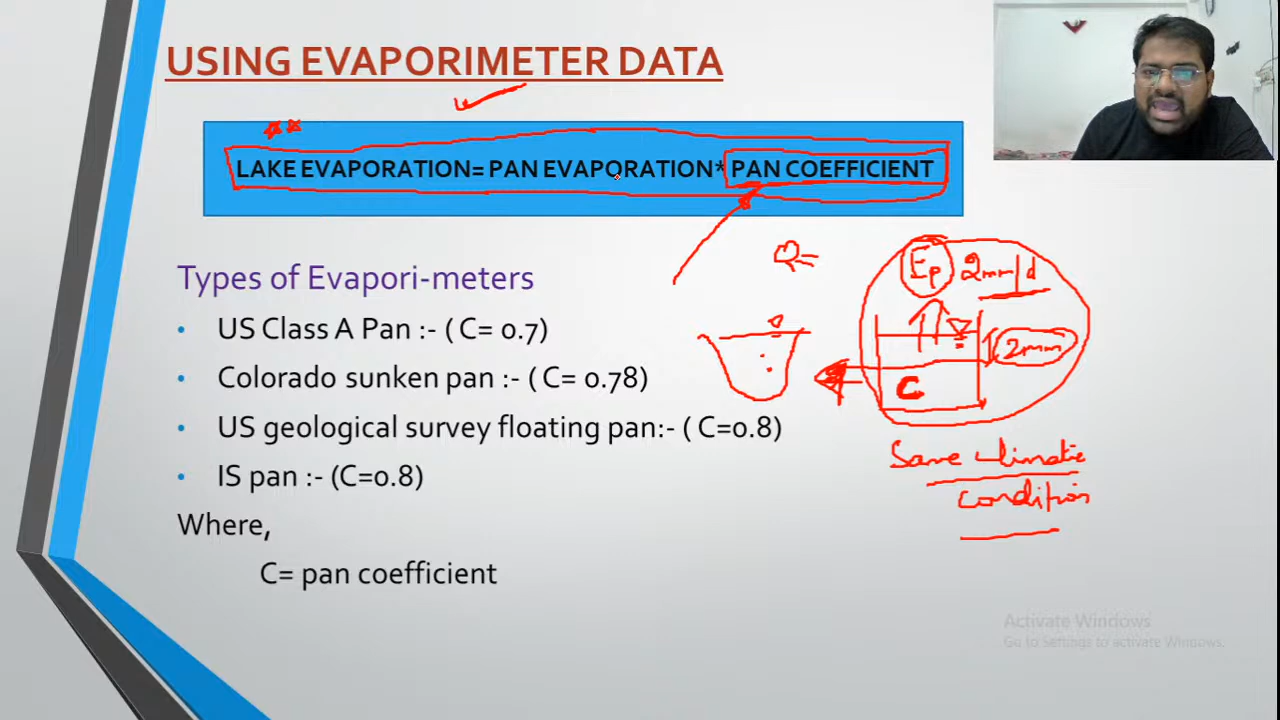 USING EVAPORIMETER DATA
LAKE EVAPORATION= PAN EVAPORATION* PAN COEFFICIENT
Types of Evapori-meters
• US Class A Pan :- ( C= 0.7)
• Colorado sunken pan :- ( C= 0.78)
• US geological survey floating pan:- ( C=0.8)
• IS pan :- (C=0.8)
Where,
C= pan coefficient
Ep 2mm/d
2mm
C
Same climatic
condition
Activate Windows
Go to Settings to activate Windows.